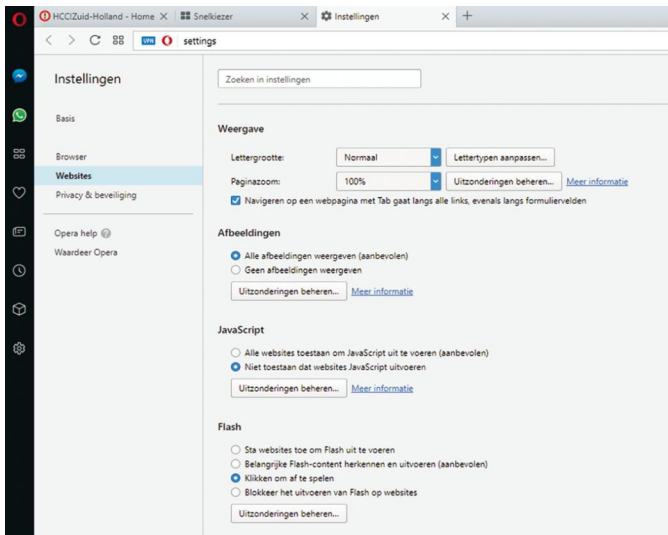 HCC!Zuid-Holland - Home
Snelkiezer
Instellingen
VPN
settings
Instellingen
Zoeken in instellingen
Basis
Browser
Websites
Privacy & beveiliging
Opera help
Waardeer Opera
Weergave
Lettergrootte: Normaal Lettertypen aanpassen...
Paginazoom: 100% Uitzonderingen beheren... Meer informatie
Navigeren op een webpagina met Tab gaat langs alle links, evenals langs formuliervelden
Afbeeldingen
Alle afbeeldingen weergeven (aanbevolen)
Geen afbeeldingen weergeven
Uitzonderingen beheren... Meer informatie
JavaScript
Alle websites toestaan om JavaScript uit te voeren (aanbevolen)
Niet toestaan dat websites JavaScript uitvoeren
Uitzonderingen beheren... Meer informatie
Flash
Sta websites toe om Flash uit te voeren
Belangrijke Flash-content herkennen en uitvoeren (aanbevolen)
Klikken om af te spelen
Blokkeer het uitvoeren van Flash op websites
Uitzonderingen beheren...